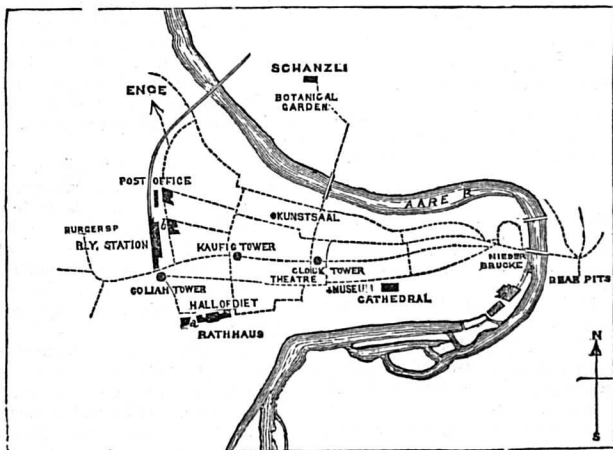 SCHANZLI
BOTANICAL
GARDEN
ENGE
POST OFFICE
AARE R
KUNSTSAAL
BURGERSP
RLY. STATION
KAUFIG TOWER
CLOCK TOWER
NIEDER
BRUCKE
BEAR PITS
GOLIAH TOWER
THEATRE
MUSEUM
CATHEDRAL
HALL OF DIET
RATHHAUS
N
S